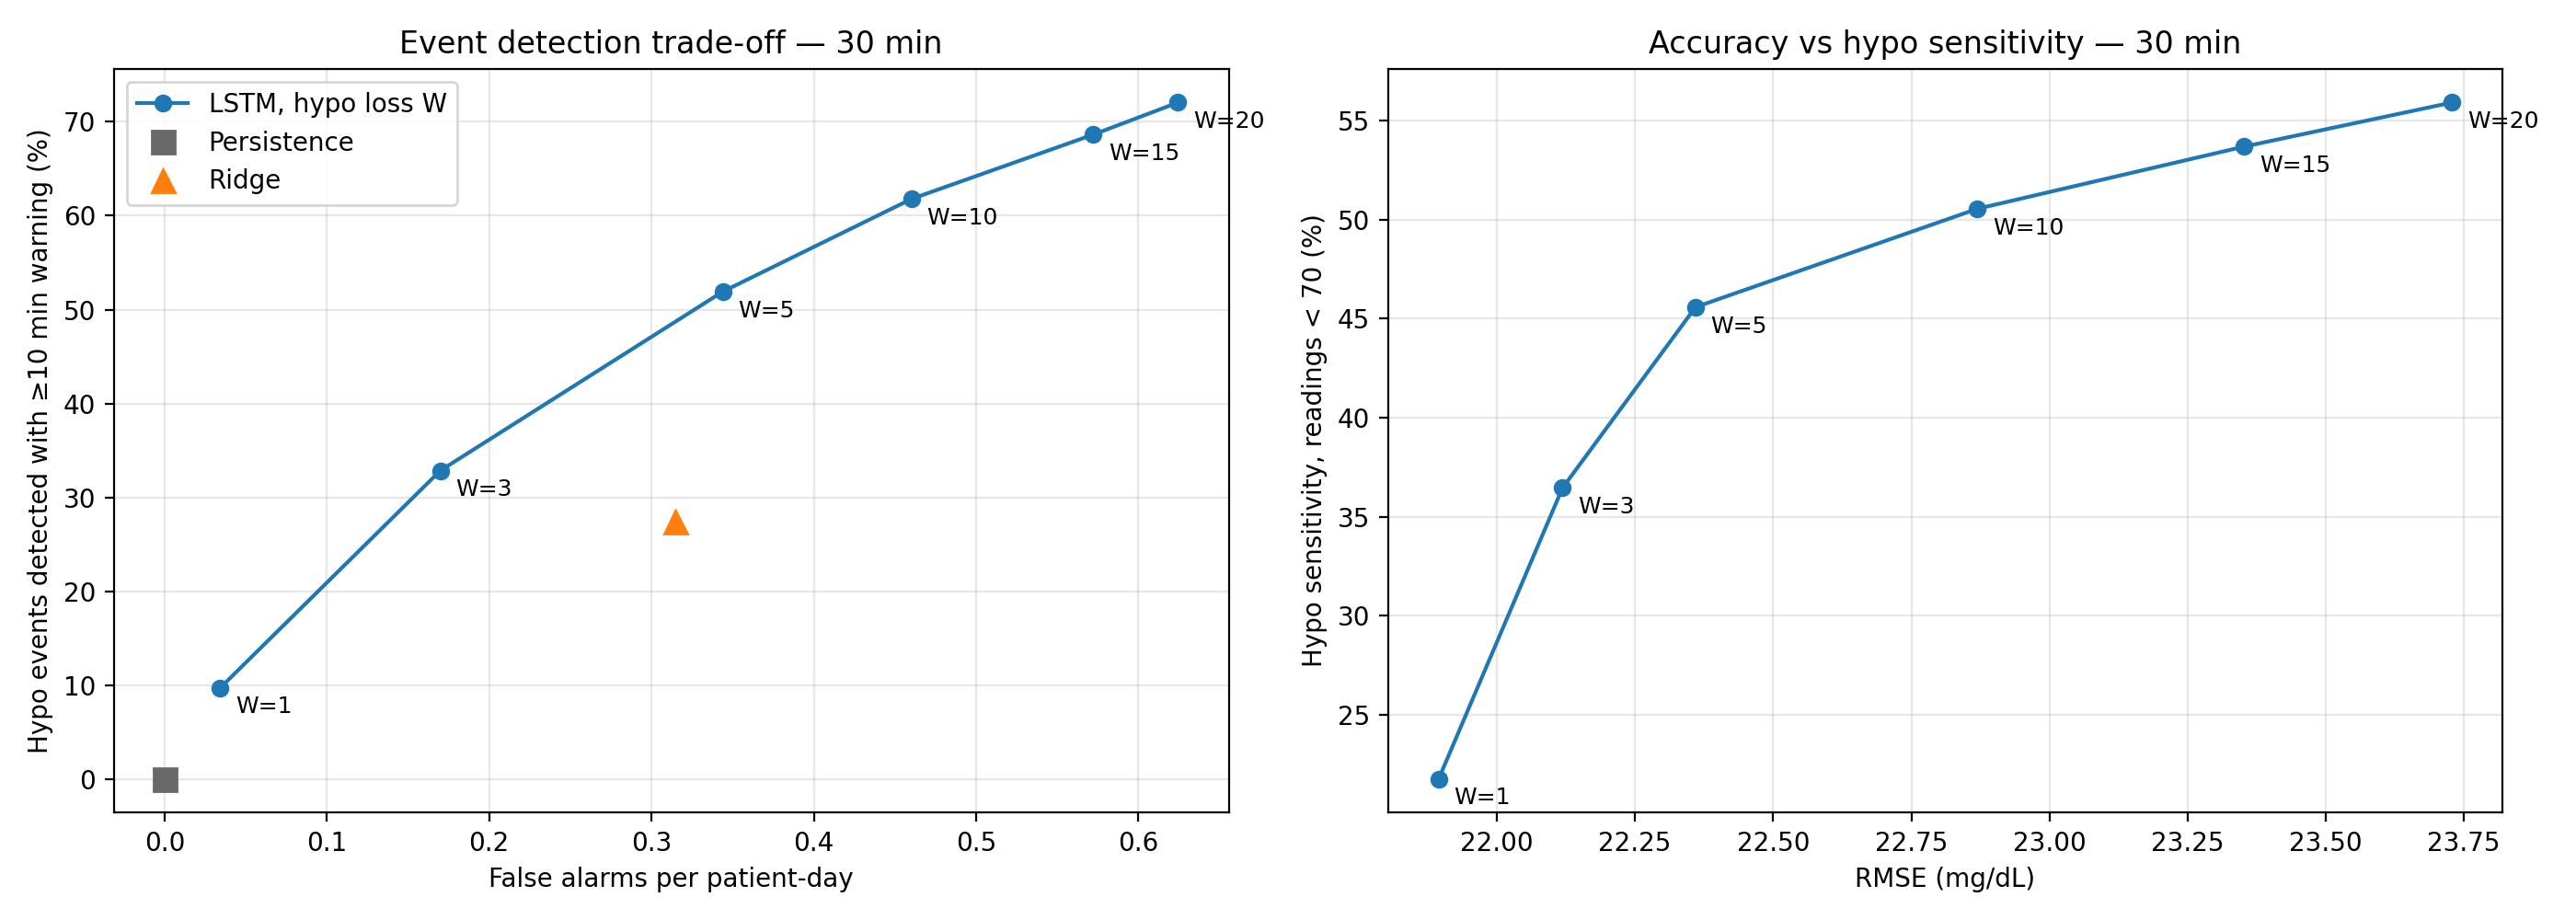 Event detection trade-off — 30 min
Hypo events detected with ≥10 min warning (%)
70
60
50
40
30
20
10
0
LSTM, hypo loss W
Persistence
Ridge
W=1
W=3
W=5
W=10
W=15
W=20
0.0 0.1 0.2 0.3 0.4 0.5 0.6
False alarms per patient-day
Accuracy vs hypo sensitivity — 30 min
Hypo sensitivity, readings < 70 (%)
55
50
45
40
35
30
25
W=1
W=3
W=5
W=10
W=15
W=20
22.00 22.25 22.50 22.75 23.00 23.25 23.50 23.75
RMSE (mg/dL)